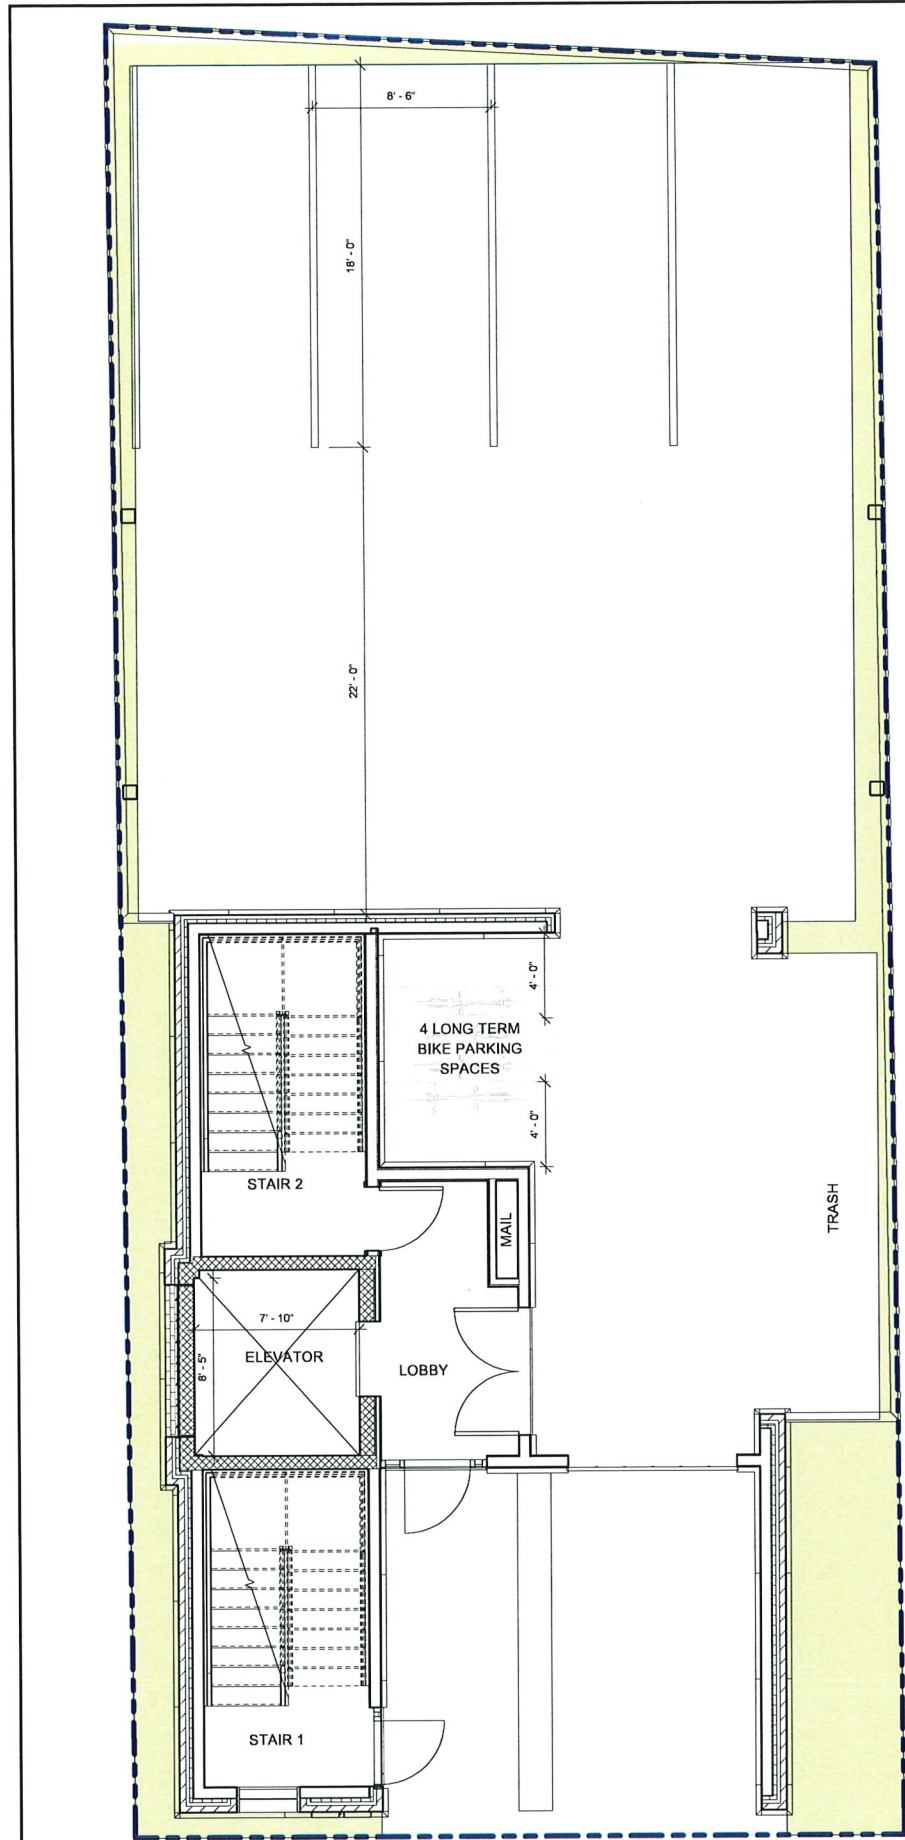 8' - 6"
18' - 0"
22' - 0"
4' - 0"
4 LONG TERM
BIKE PARKING
SPACES
4' - 0"
STAIR 2
MAIL
TRASH
7' - 10"
ELEVATOR
8' - 5"
LOBBY
STAIR 1